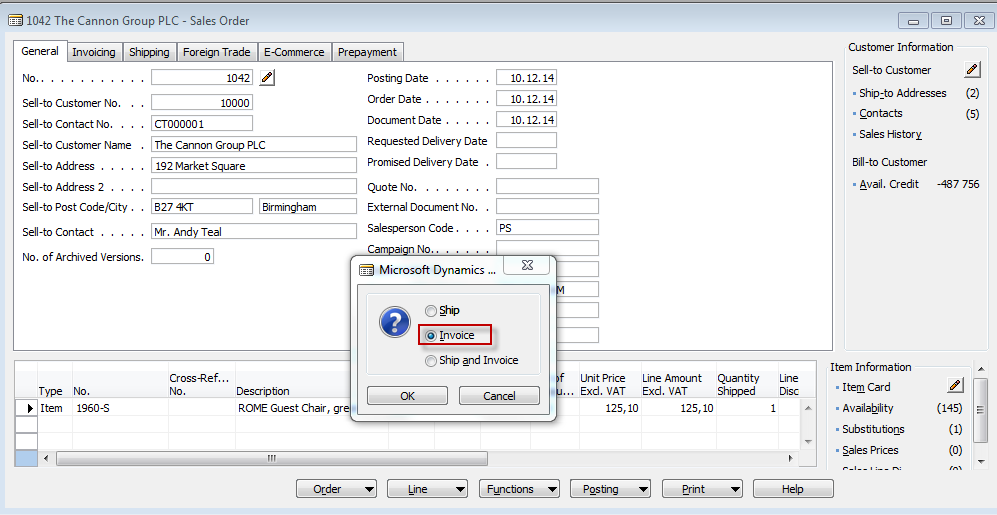 1042 The Cannon Group PLC - Sales Order
General Invoicing Shipping Foreign Trade E-Commerce Prepayment
No. . . . . . . . . . . . 1042
Sell-to Customer No. . . . 10000
Sell-to Contact No. . . . CT000001
Sell-to Customer Name . The Cannon Group PLC
Sell-to Address . . . . . 192 Market Square
Sell-to Address 2 . . . .
Sell-to Post Code/City . . B27 4KT Birmingham
Sell-to Contact . . . . . Mr. Andy Teal
No. of Archived Versions. 0
Posting Date . . . . . . 10.12.14
Order Date . . . . . . . 10.12.14
Document Date . . . . . 10.12.14
Requested Delivery Date
Promised Delivery Date .
Quote No. . . . . . . . .
External Document No. . .
Salesperson Code . . . . PS
Campaign No. . . . . . .
M
Customer Information
Sell-to Customer
Ship-to Addresses (2)
Contacts (5)
Sales History
Bill-to Customer
Avail. Credit -487 756
Microsoft Dynamics ...
Ship
Invoice
Ship and Invoice
OK Cancel
Type No. Cross-Ref... No. Description of u... Unit Price Excl. VAT Line Amount Excl. VAT Quantity Shipped Line Disc
Item 1960-S ROME Guest Chair, gre 125,10 125,10 1
Item Information
Item Card
Availability (145)
Substitutions (1)
Sales Prices (0)
Order Line Functions Posting Print Help